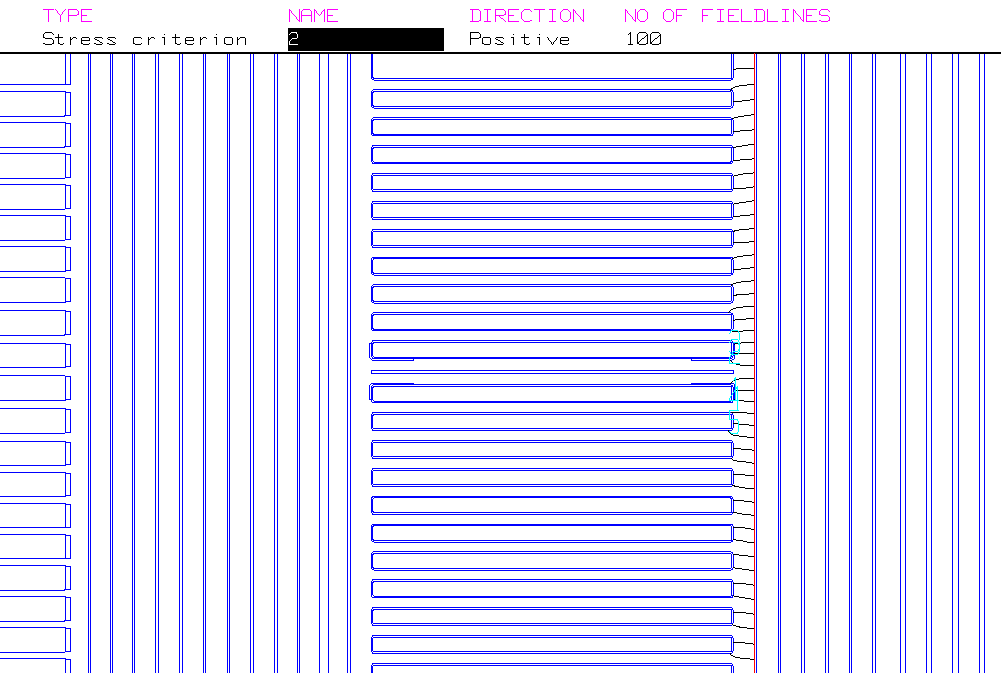 TYPE NAME DIRECTION NO OF FIELDLINES
Stress criterion 2 Positive 100